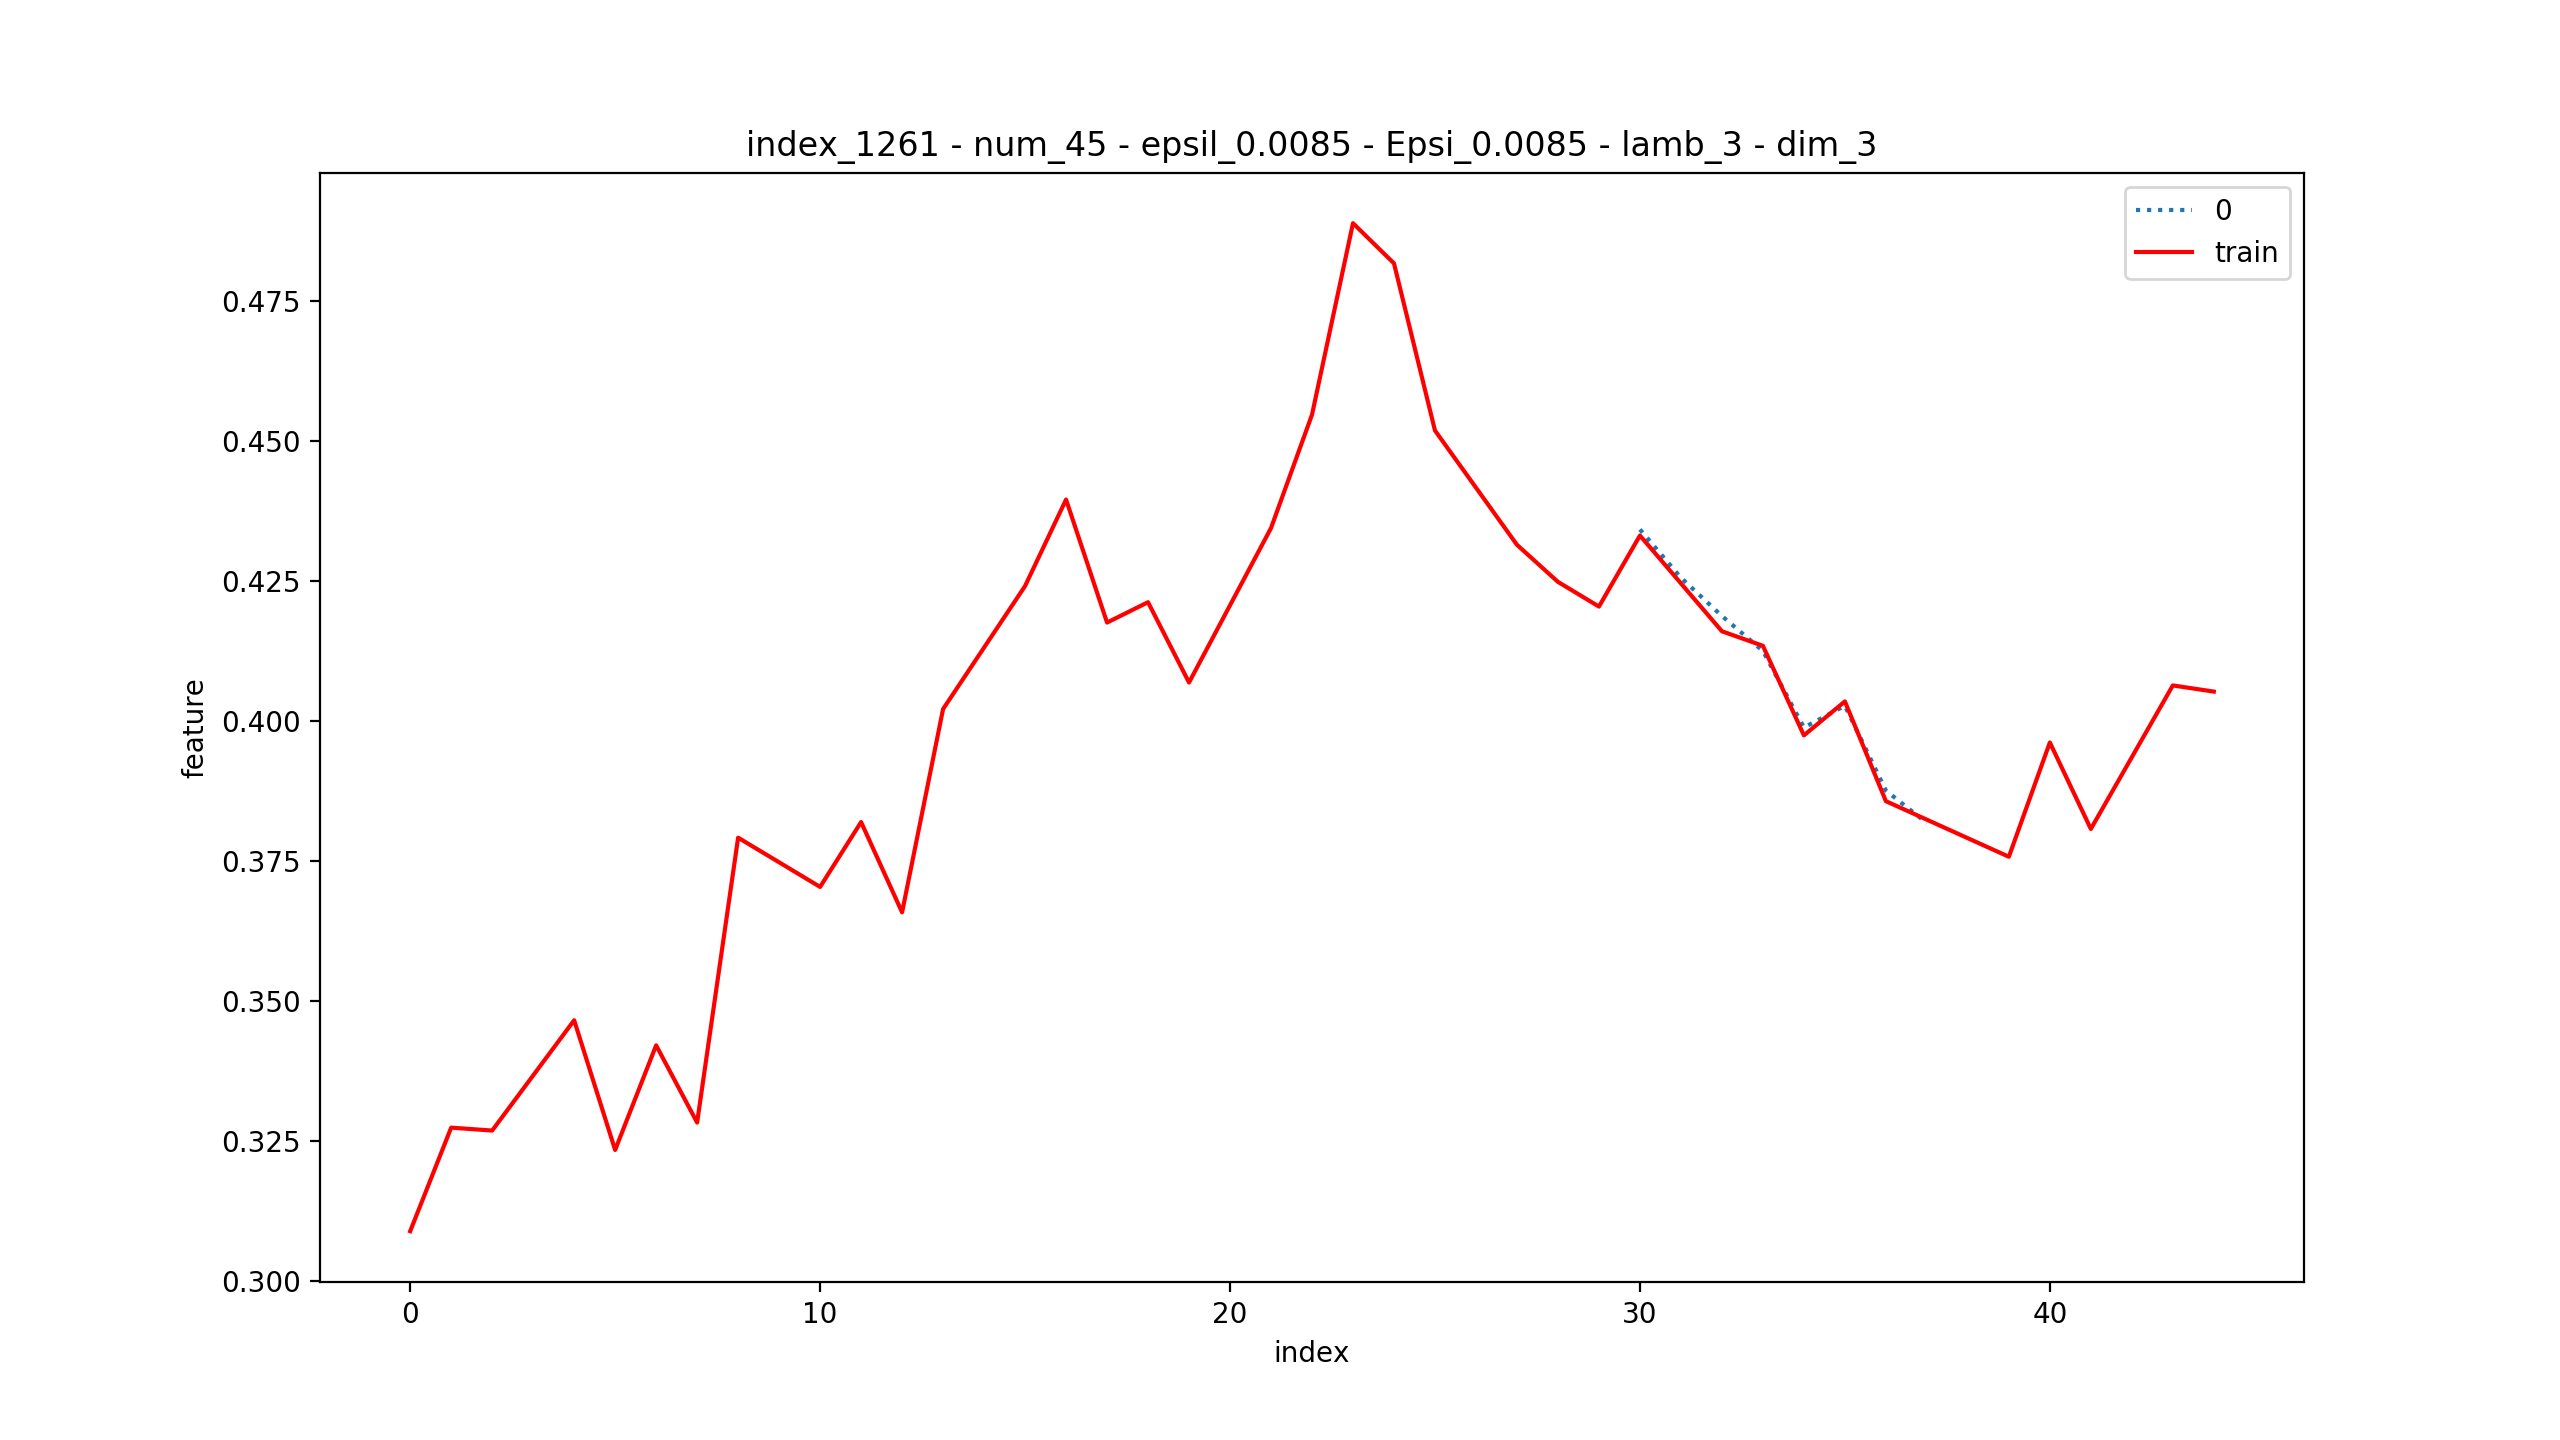 index_1261 - num_45 - epsil_0.0085 - Epsi_0.0085 - lamb_3 - dim_3
0
train
0.475
0.450
0.425
0.400
0.375
0.350
0.325
0.300
feature
0 10 20 30 40
index